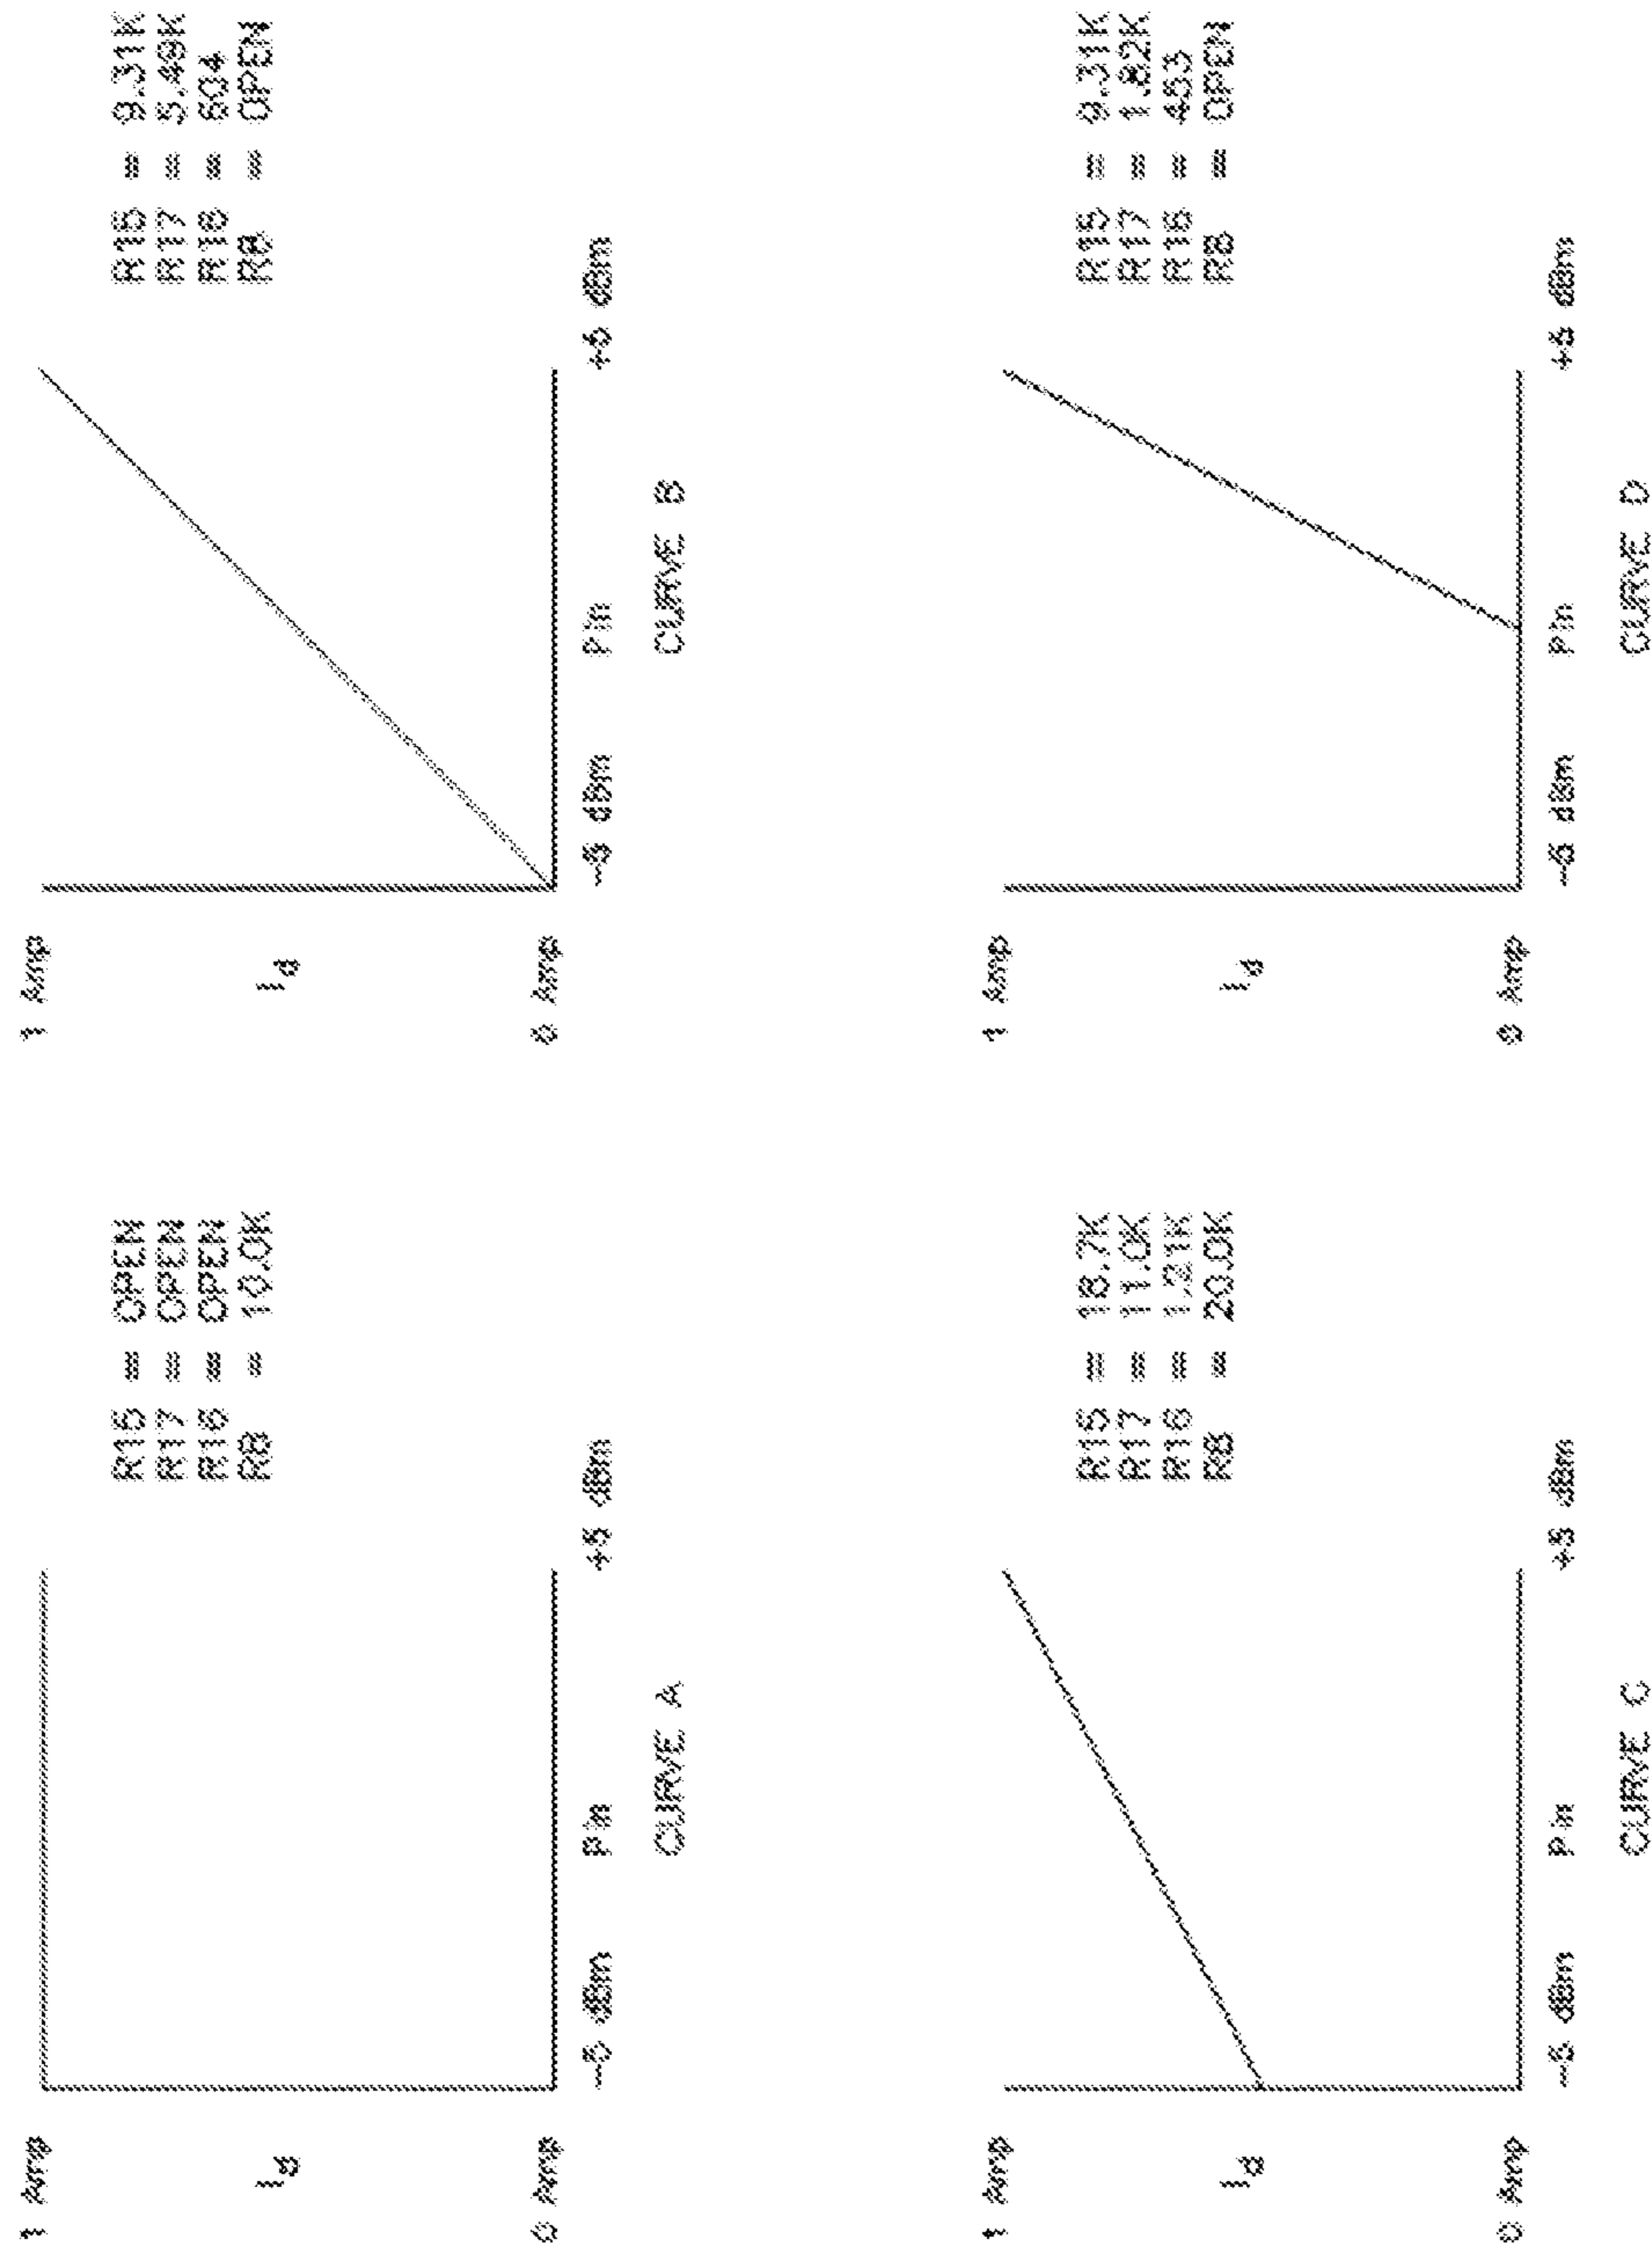 1 Amp
I_d
0 Amp
R15 = OPEN
R17 = OPEN
R16 = OPEN
R8 = 10.0K
-5 dBm Pin +5 dBm
CURVE A
1 Amp
I_d
0 Amp
R15 = 9.31K
R17 = 5.49K
R16 = 604
R8 = OPEN
-5 dBm Pin +5 dBm
CURVE B
1 Amp
I_d
0 Amp
R15 = 18.7K
R17 = 11.0K
R16 = 1.21K
R8 = 20.0K
-5 dBm Pin +5 dBm
CURVE C
1 Amp
I_d
0 Amp
R15 = 9.31K
R17 = 1.82K
R16 = 453
R8 = OPEN
-5 dBm Pin +5 dBm
CURVE D